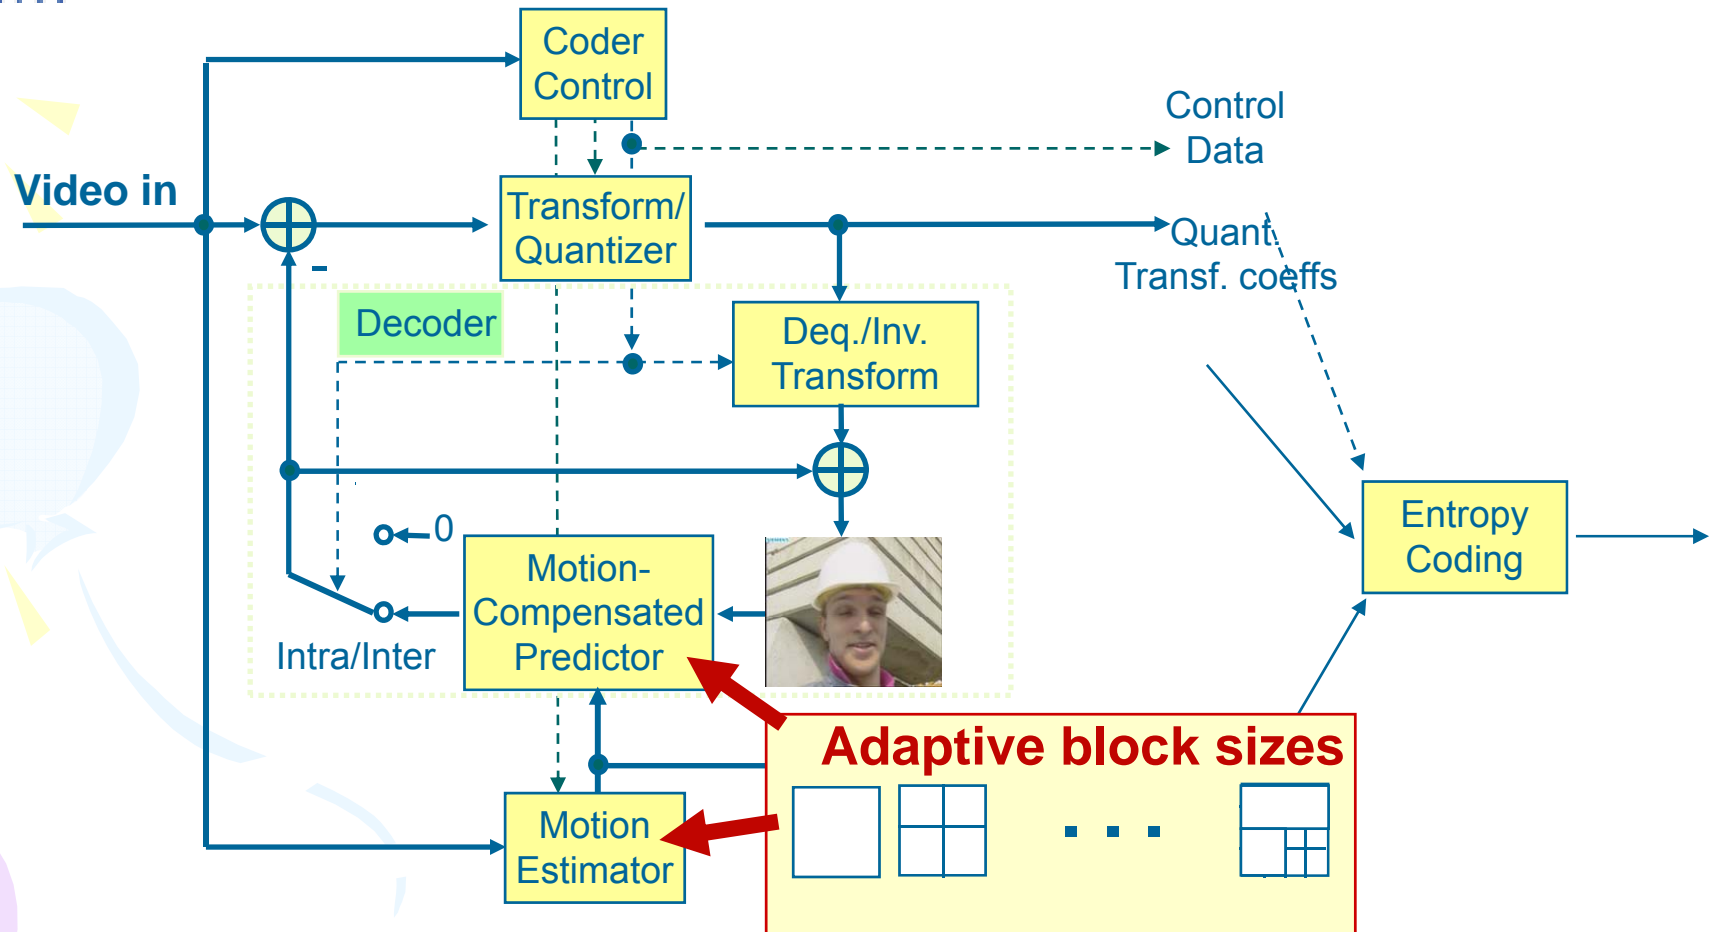 Coder
Control
Control
Data
Video in
Transform/
Quantizer
Quant.
Transf. coeffs
-
Decoder
Deq./Inv.
Transform
0
Motion-
Compensated
Predictor
Intra/Inter
Entropy
Coding
Adaptive block sizes
. . .
Motion
Estimator